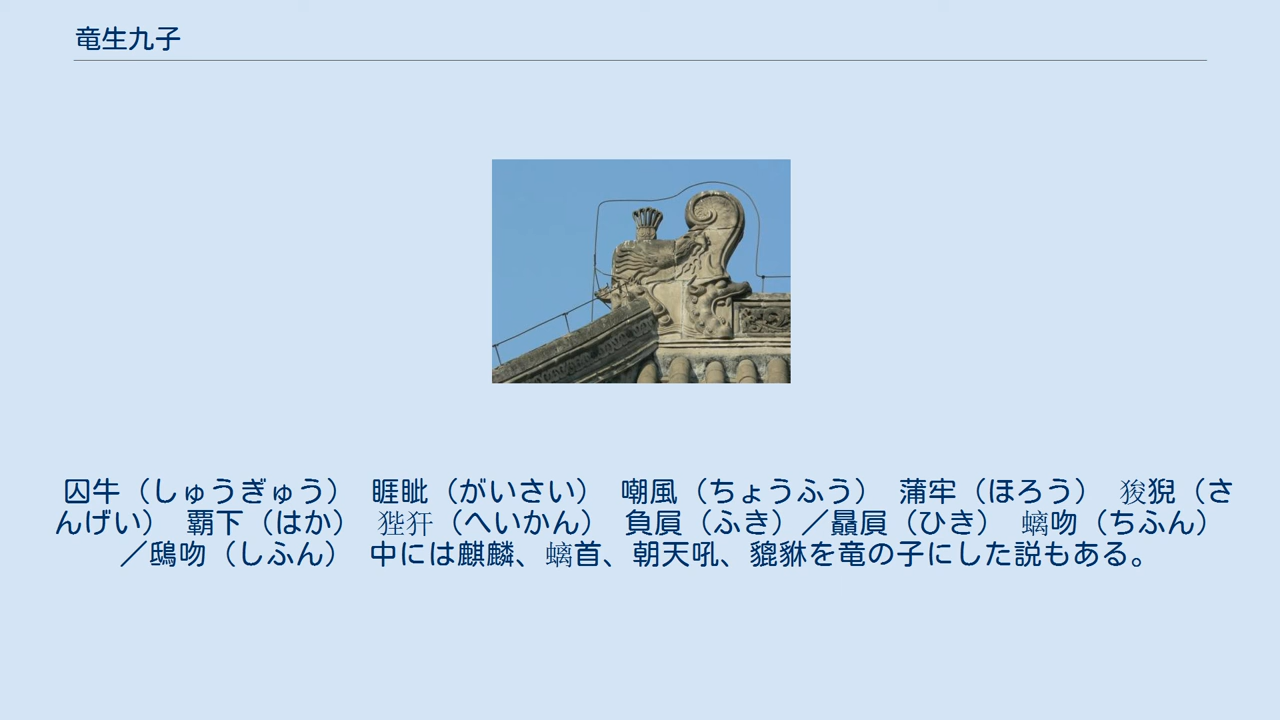 竜生九子
囚牛（しゅうぎゅう）　睚眦（がいさい）　嘲風（ちょうふう）　蒲牢（ほろう）　狻猊（さ
んげい）　覇下（はか）　狴犴（へいかん）　負屓（ふき）／贔屓（ひき）　螭吻（ちふん）
／鴟吻（しふん）　中には麒麟、螭首、朝天吼、貔貅を竜の子にした説もある。